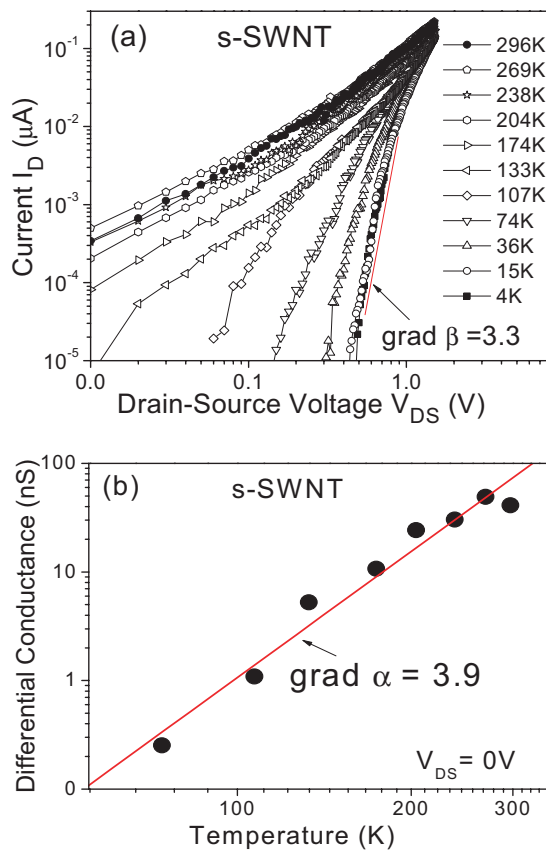 (a) s-SWNT
296K
269K
238K
204K
174K
133K
107K
74K
36K
15K
4K
grad β =3.3
10⁻¹
10⁻²
10⁻³
10⁻⁴
10⁻⁵
Current I_D (μA)
0.0 0.1 1.0
Drain-Source Voltage V_DS (V)
(b) s-SWNT
100
10
1
0
Differential Conductance (nS)
grad α = 3.9
V_DS = 0V
100 200 300
Temperature (K)